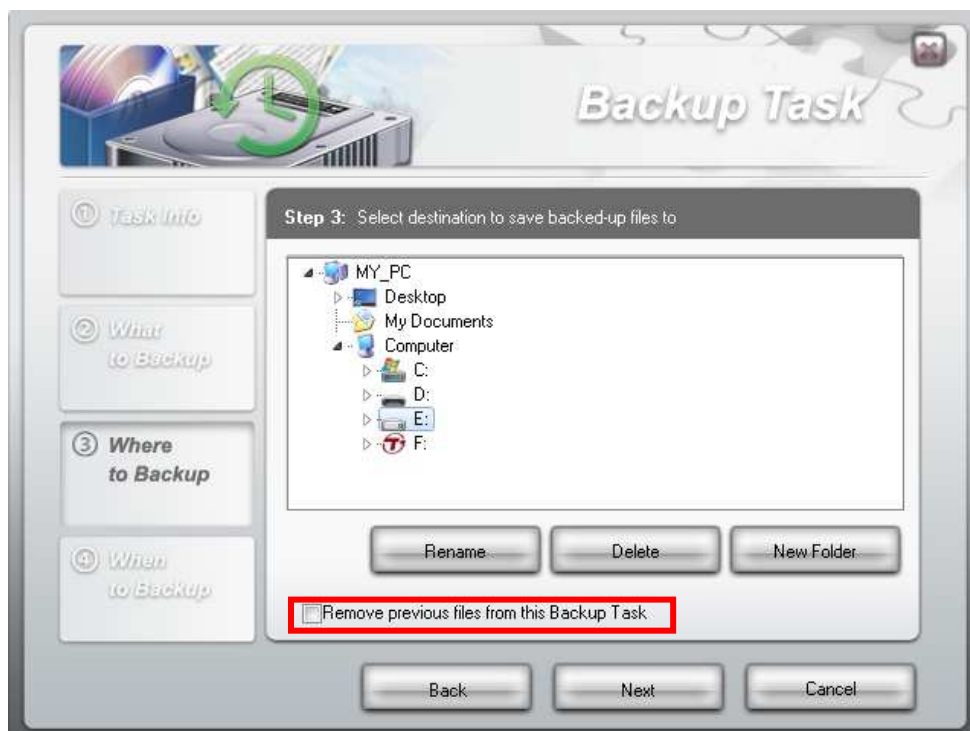 Backup Task
① Task Info
② What
to Backup
③ Where
to Backup
④ When
to Backup
Step 3: Select destination to save backed-up files to
MY_PC
Desktop
My Documents
Computer
C:
D:
E:
F:
Rename Delete New Folder
Remove previous files from this Backup Task
Back Next Cancel